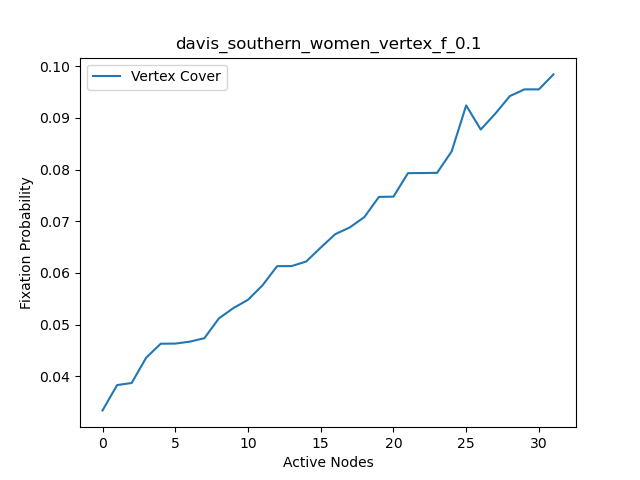 davis_southern_women_vertex_f_0.1
Vertex Cover
Fixation Probability
0.10
0.09
0.08
0.07
0.06
0.05
0.04
0 5 10 15 20 25 30
Active Nodes